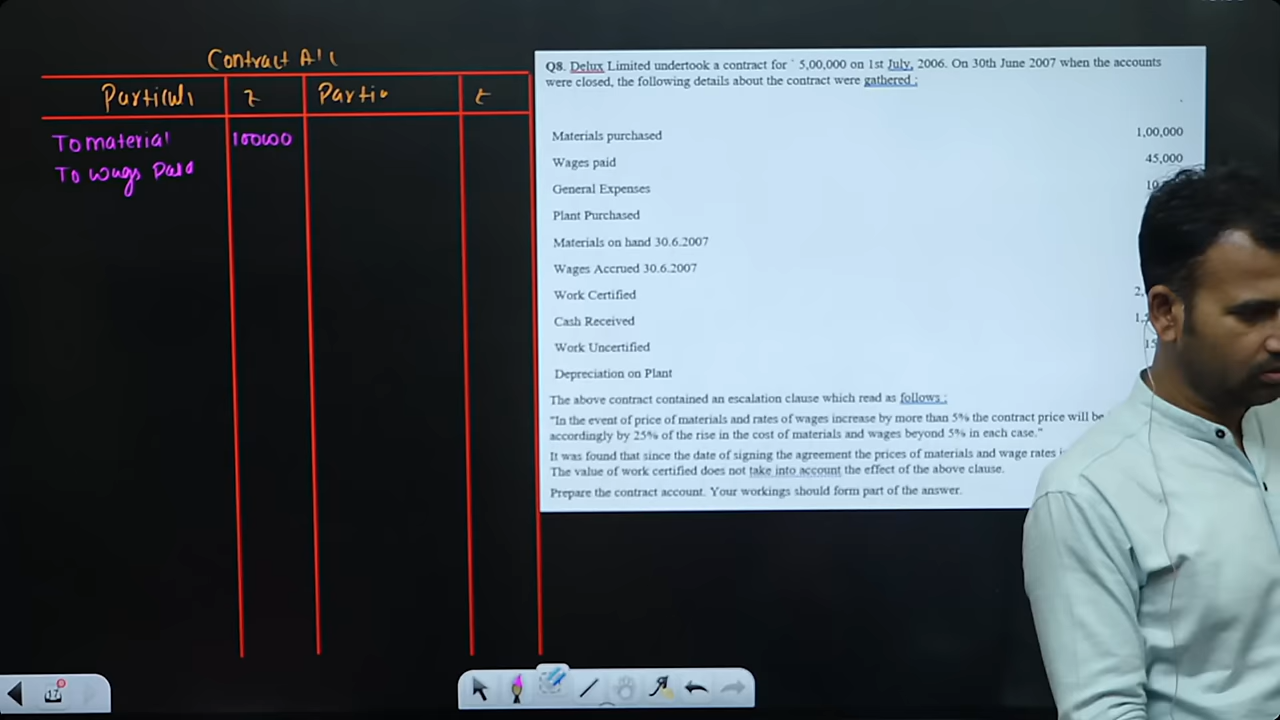 Contract A/c
Particulı ₹ Partic ₹
To material 100000
To wags Paid
Q8. Delux Limited undertook a contract for ` 5,00,000 on 1st July, 2006. On 30th June 2007 when the accounts
were closed, the following details about the contract were gathered :
Materials purchased 1,00,000
Wages paid 45,000
General Expenses 10
Plant Purchased
Materials on hand 30.6.2007
Wages Accrued 30.6.2007
Work Certified 2,
Cash Received 1,5
Work Uncertified 15
Depreciation on Plant
The above contract contained an escalation clause which read as follows :
"In the event of price of materials and rates of wages increase by more than 5% the contract price will be
accordingly by 25% of the rise in the cost of materials and wages beyond 5% in each case."
It was found that since the date of signing the agreement the prices of materials and wage rates
The value of work certified does not take into account the effect of the above clause.
Prepare the contract account. Your workings should form part of the answer.
17